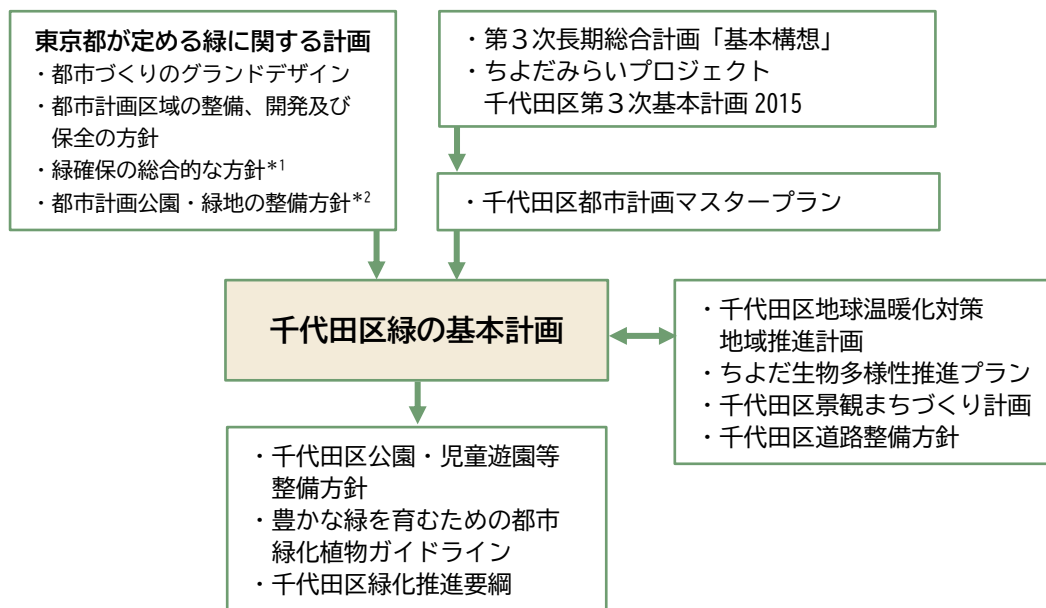 東京都が定める緑に関する計画
・都市づくりのグランドデザイン
・都市計画区域の整備、開発及び
保全の方針
・緑確保の総合的な方針*1
・都市計画公園・緑地の整備方針*2
・第3次長期総合計画「基本構想」
・ちよだみらいプロジェクト
千代田区第3次基本計画 2015
・千代田区都市計画マスタープラン
千代田区緑の基本計画
・千代田区地球温暖化対策
地域推進計画
・ちよだ生物多様性推進プラン
・千代田区景観まちづくり計画
・千代田区道路整備方針
・千代田区公園・児童遊園等
整備方針
・豊かな緑を育むための都市
緑化植物ガイドライン
・千代田区緑化推進要綱